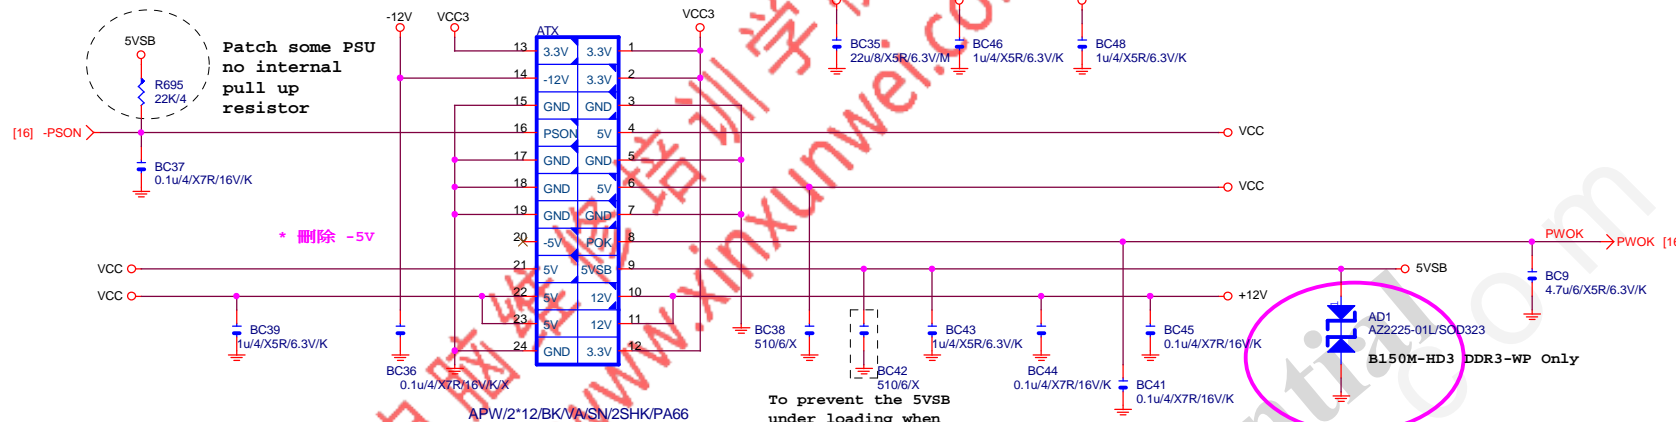 -12V
VCC3
VCC3
5VSB
R695
22K/4
Patch some PSU
no internal
pull up
resistor
[16] -PSON
BC37
0.1u/4/X7R/16V/K
* 删除 -5V
VCC
VCC
BC39
1u/4/X5R/6.3V/K
BC36
0.1u/4/X7R/16V/K/X
ATX
13 3.3V 3.3V 1
14 -12V 3.3V 2
15 GND GND 3
16 PSON 5V 4
17 GND GND 5
18 GND 5V 6
19 GND GND 7
20 -5V POK 8
21 5V 5VSB 9
22 5V 12V 10
23 5V 12V 11
24 GND 3.3V 12
APW/2*12/BK/VA/SN/2SHK/PA66
BC35
22u/8/X5R/6.3V/M
BC46
1u/4/X5R/6.3V/K
BC48
1u/4/X5R/6.3V/K
VCC
VCC
PWOK
PWOK
5VSB
+12V
BC38
510/6/X
BC42
510/6/X
BC43
1u/4/X5R/6.3V/K
BC44
0.1u/4/X7R/16V/K
BC45
0.1u/4/X7R/16V/K
BC41
0.1u/4/X7R/16V/K
BC9
4.7u/6/X5R/6.3V/K
AD1
AZ2225-01L/SOD323
B150M-HD3 DDR3-WP Only
To prevent the 5VSB
under loading when
脑维修培训学
www.xinxunwei.co
ntial
com